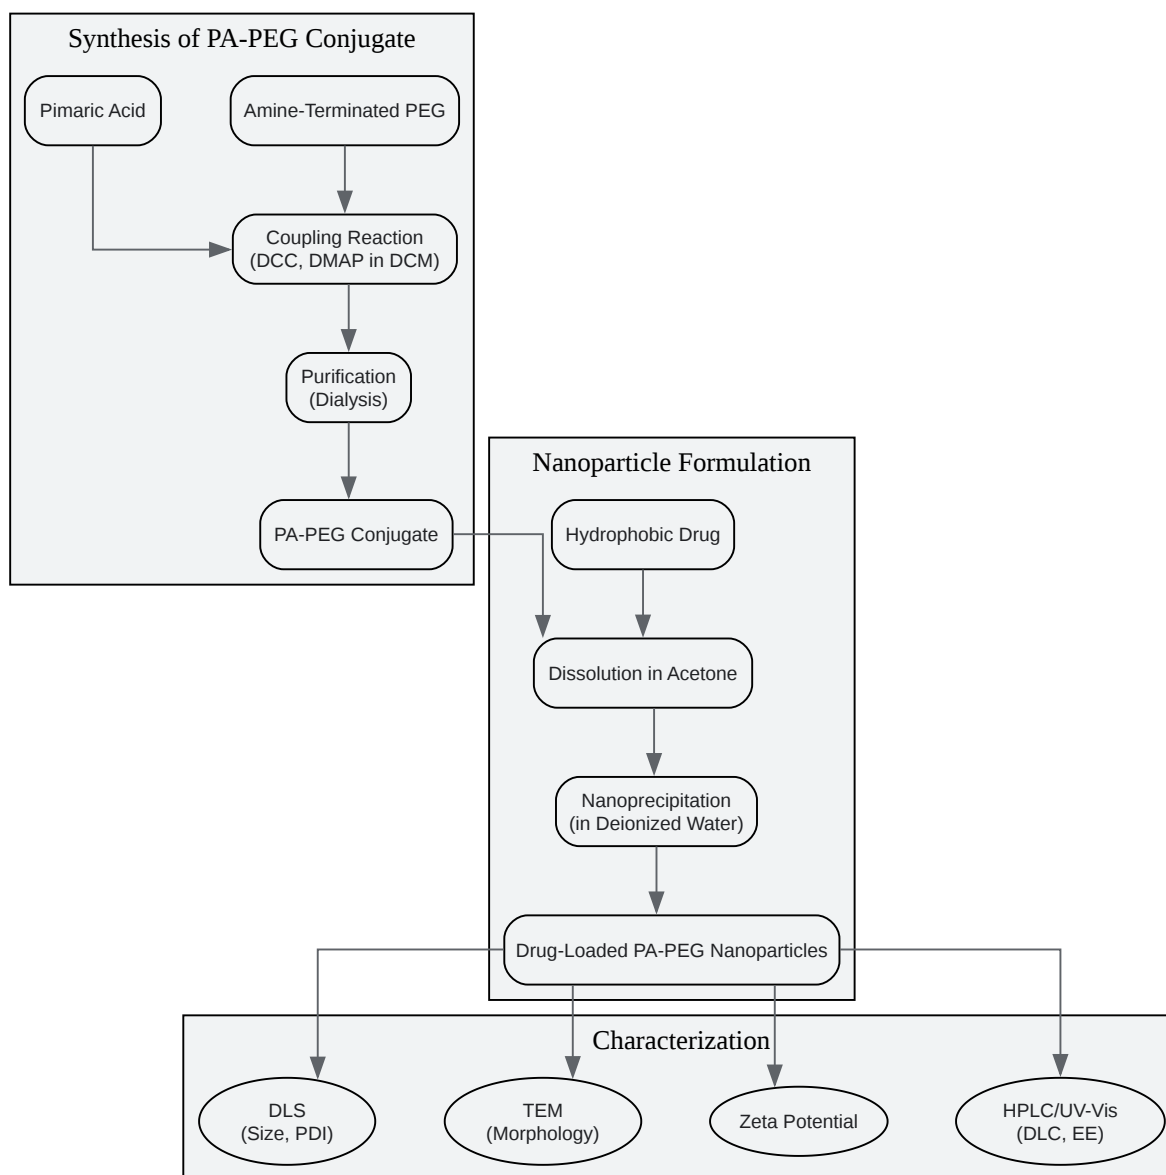 Synthesis of PA-PEG Conjugate
Pimaric Acid
Amine-Terminated PEG
Coupling Reaction
(DCC, DMAP in DCM)
Purification
(Dialysis)
PA-PEG Conjugate
Nanoparticle Formulation
Hydrophobic Drug
Dissolution in Acetone
Nanoprecipitation
(in Deionized Water)
Drug-Loaded PA-PEG Nanoparticles
Characterization
DLS
(Size, PDI)
TEM
(Morphology)
Zeta Potential
HPLC/UV-Vis
(DLC, EE)